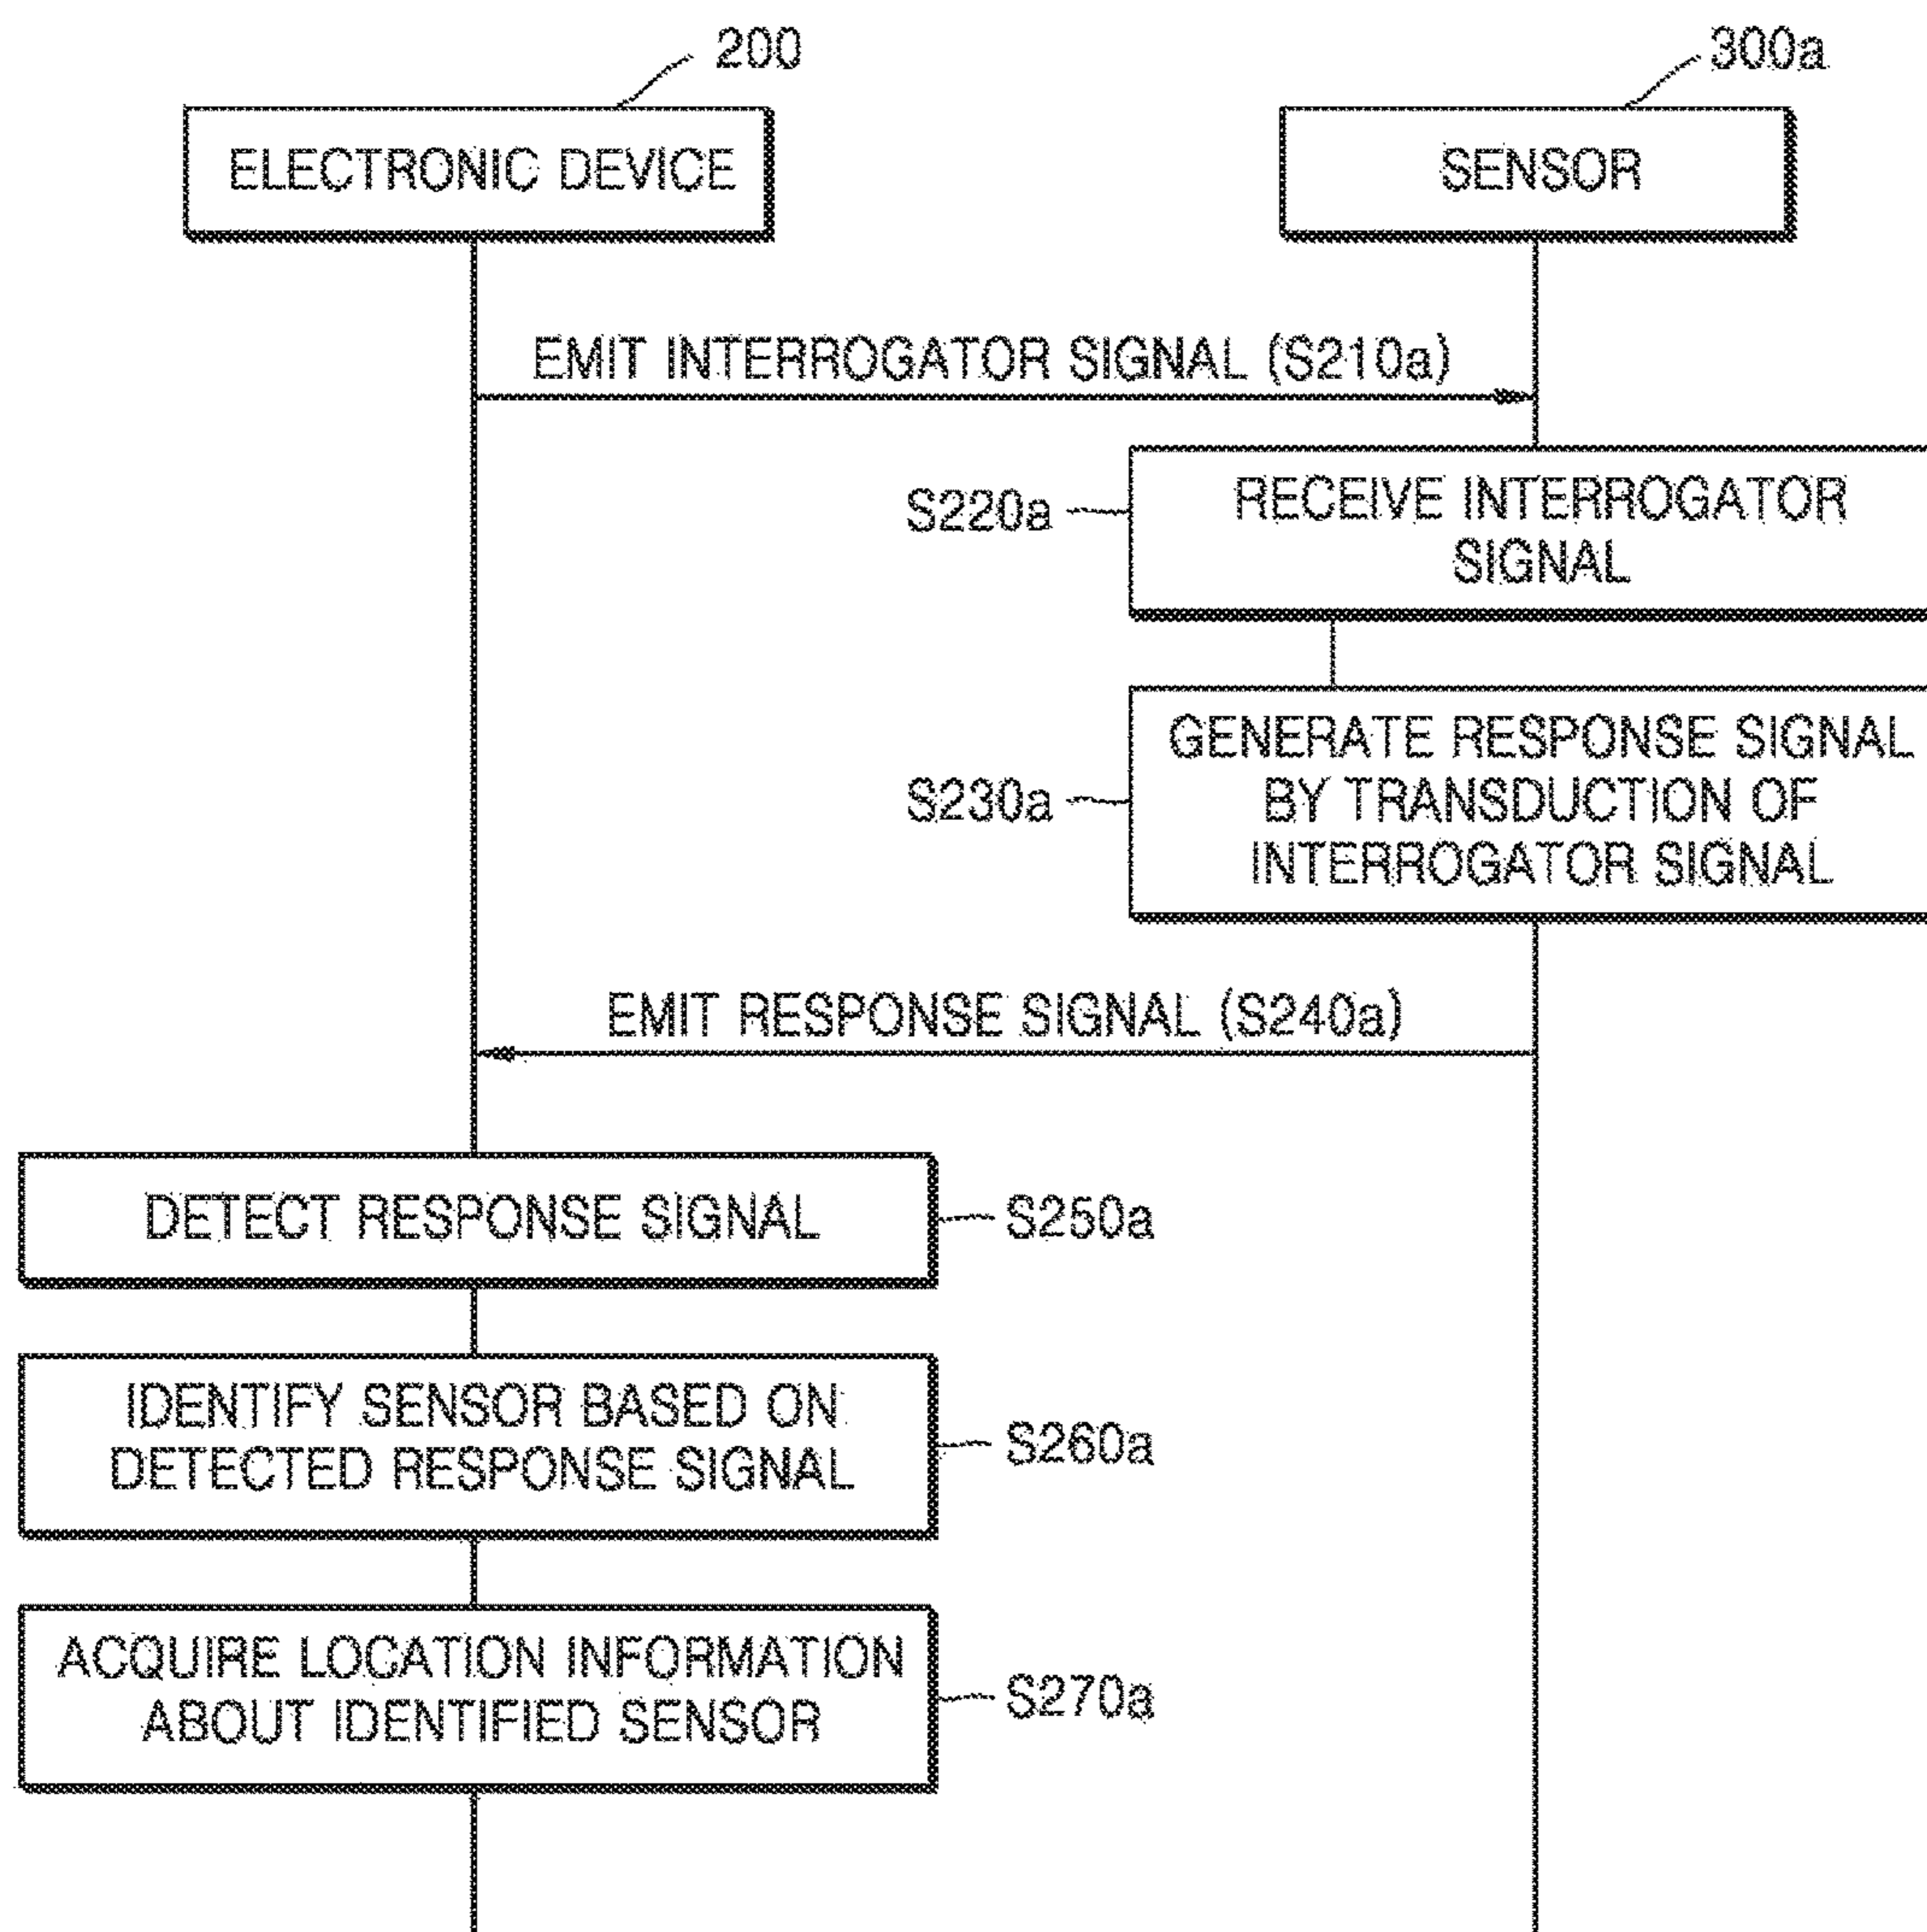 200
300a
ELECTRONIC DEVICE
SENSOR
EMIT INTERROGATOR SIGNAL (S210a)
S220a
RECEIVE INTERROGATOR
SIGNAL
S230a
GENERATE RESPONSE SIGNAL
BY TRANSDUCTION OF
INTERROGATOR SIGNAL
EMIT RESPONSE SIGNAL (S240a)
DETECT RESPONSE SIGNAL
S250a
IDENTIFY SENSOR BASED ON
DETECTED RESPONSE SIGNAL
S260a
ACQUIRE LOCATION INFORMATION
ABOUT IDENTIFIED SENSOR
S270a